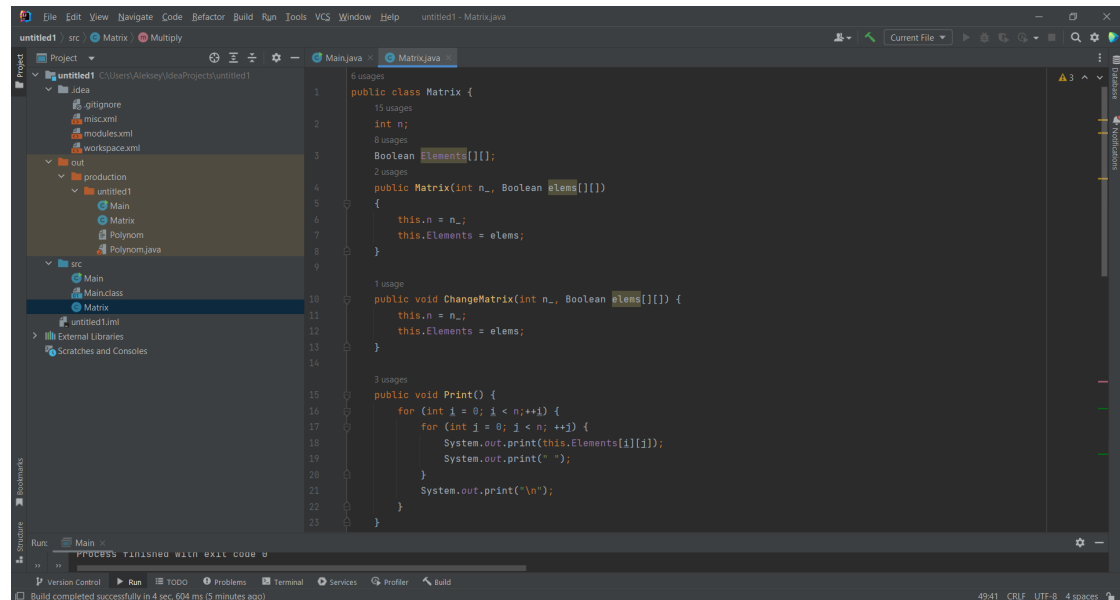 File Edit View Navigate Code Refactor Build Run Tools VCS Window Help untitled1 - Matrix.java
untitled1 src Matrix Multiply Current File
Project
Project
untitled1 C:\Users\Aleksey\IdeaProjects\untitled1
.idea
.gitignore
misc.xml
modules.xml
workspace.xml
out
production
untitled1
Main
Matrix
Polynom
Polynom.java
src
Main
Main.class
Matrix
untitled1.iml
External Libraries
Scratches and Consoles
Bookmarks
Structure
Main.java Matrix.java
3
6 usages
1 public class Matrix {
15 usages
2 int n;
8 usages
3 Boolean Elements[][];
2 usages
4 public Matrix(int n_, Boolean elems[][])
5 {
6 this.n = n_;
7 this.Elements = elems;
8 }
9
1 usage
10 public void ChangeMatrix(int n_, Boolean elems[][]) {
11 this.n = n_;
12 this.Elements = elems;
13 }
14
3 usages
15 public void Print() {
16 for (int i = 0; i < n;++i) {
17 for (int j = 0; j < n; ++j) {
18 System.out.print(this.Elements[i][j]);
19 System.out.print(" ");
20 }
21 System.out.print("\n");
22 }
23 }
Database
Notifications
Run: Main
Process finished with exit code 0
Version Control Run TODO Problems Terminal Services Profiler Build
Build completed successfully in 4 sec, 604 ms (5 minutes ago) 49:41 CRLF UTF-8 4 spaces